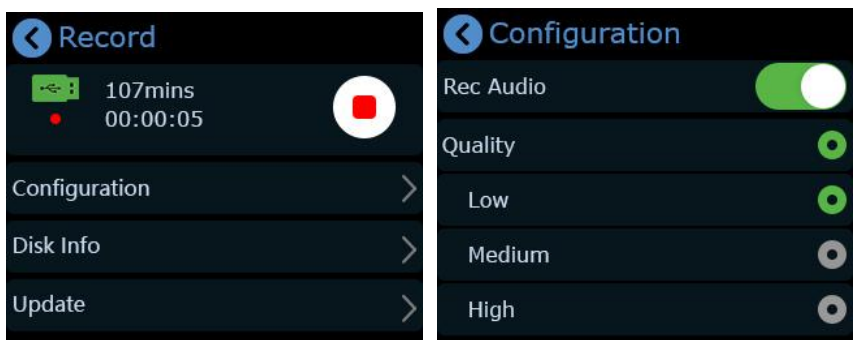 Record
107mins
00:00:05
Configuration
Disk Info
Update
Configuration
Rec Audio
Quality
Low
Medium
High